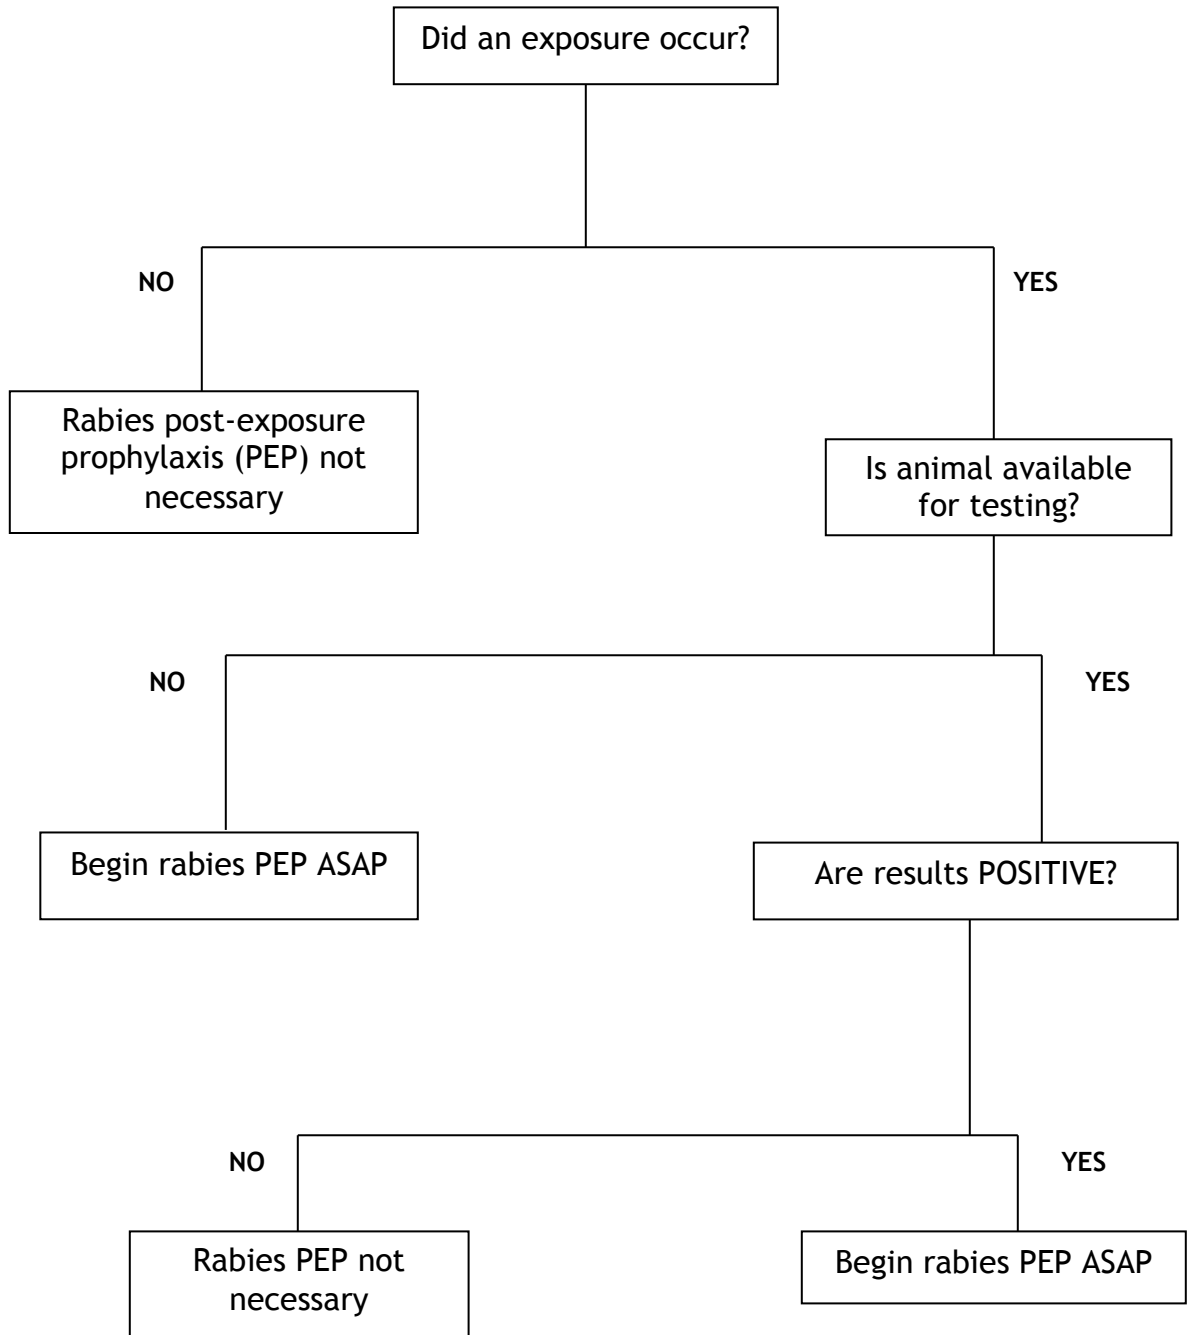 Did an exposure occur?
NO
YES
Rabies post-exposure
prophylaxis (PEP) not
necessary
Is animal available
for testing?
NO
YES
Begin rabies PEP ASAP
Are results POSITIVE?
NO
YES
Rabies PEP not
necessary
Begin rabies PEP ASAP